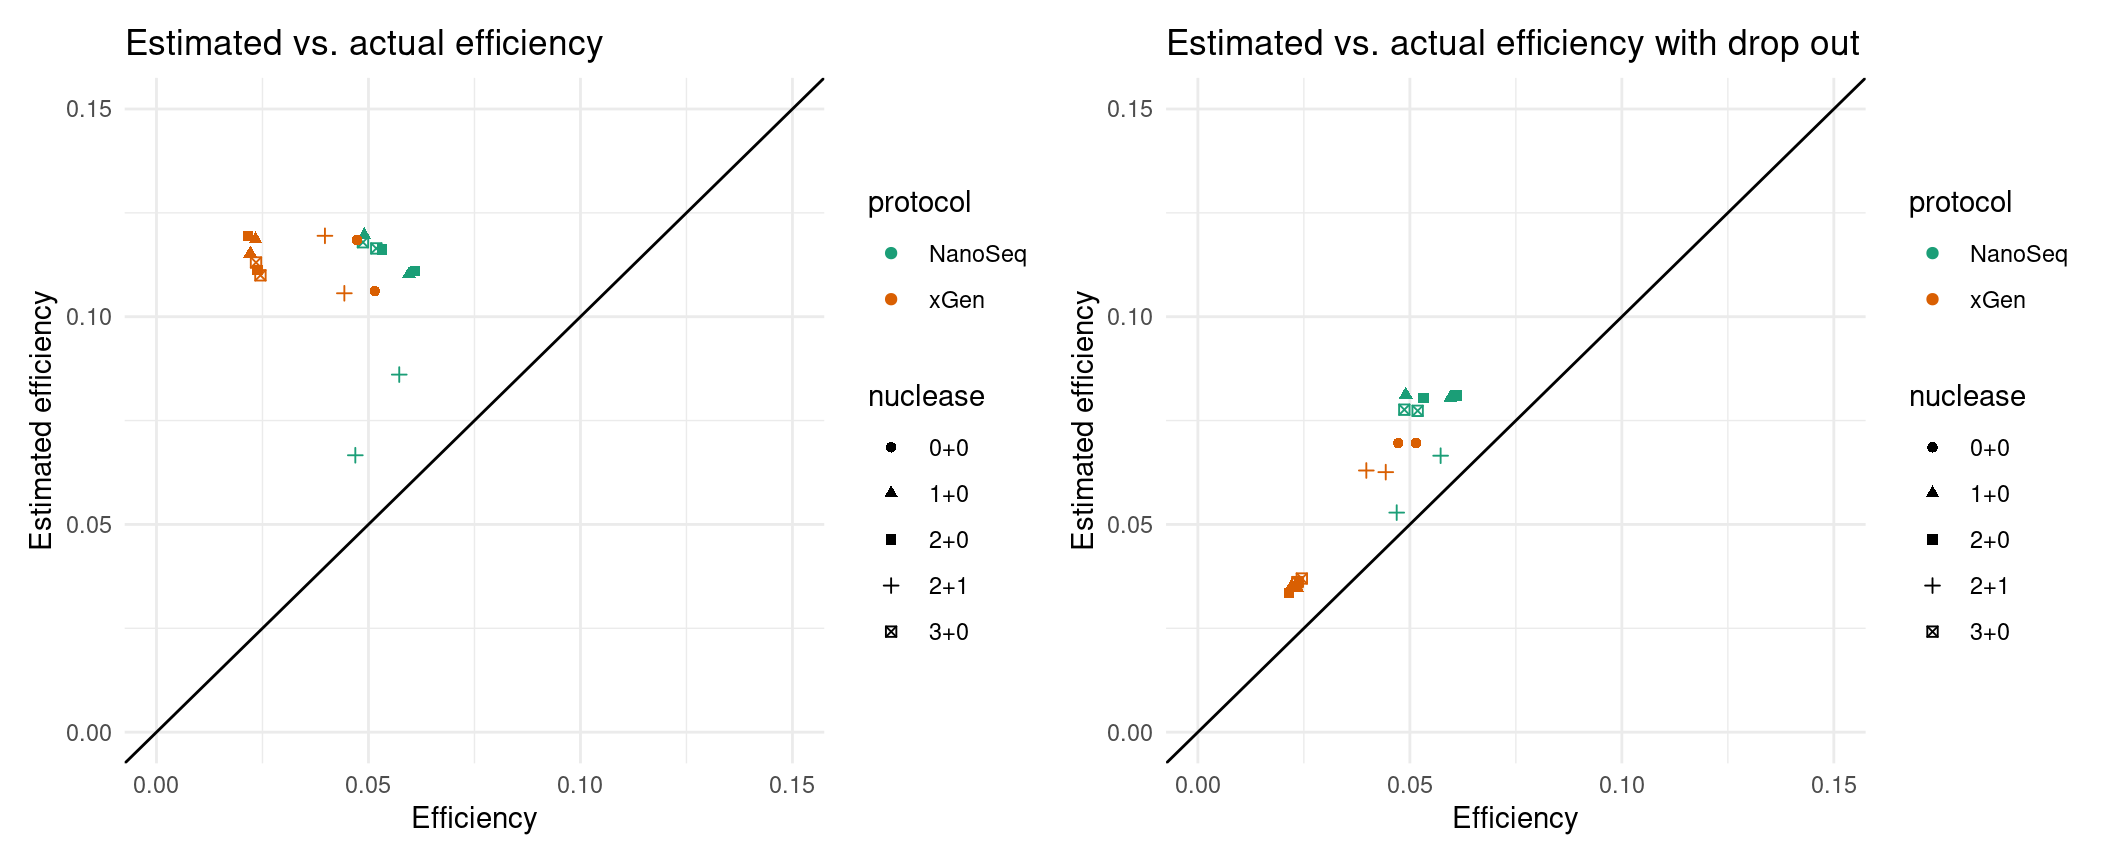 Estimated vs. actual efficiency
Estimated efficiency
0.15
0.10
0.05
0.00
0.00 0.05 0.10 0.15
Efficiency
protocol
NanoSeq
xGen
nuclease
0+0
1+0
2+0
2+1
3+0
Estimated vs. actual efficiency with drop out
Estimated efficiency
0.15
0.10
0.05
0.00
0.00 0.05 0.10 0.15
Efficiency
protocol
NanoSeq
xGen
nuclease
0+0
1+0
2+0
2+1
3+0